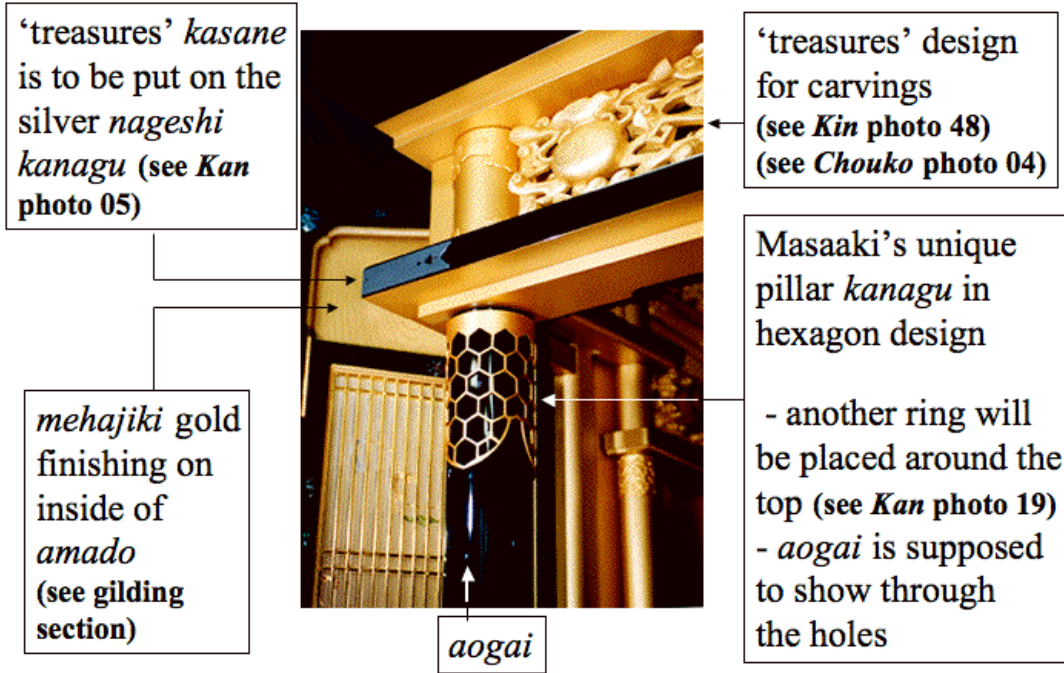 ‘treasures’ kasane
is to be put on the
silver nageshi
kanagu (see Kan
photo 05)
mehajiki gold
finishing on
inside of
amado
(see gilding
section)
aogai
‘treasures’ design
for carvings
(see Kin photo 48)
(see Chouko photo 04)
Masaaki’s unique
pillar kanagu in
hexagon design
- another ring will
be placed around the
top (see Kan photo 19)
- aogai is supposed
to show through
the holes